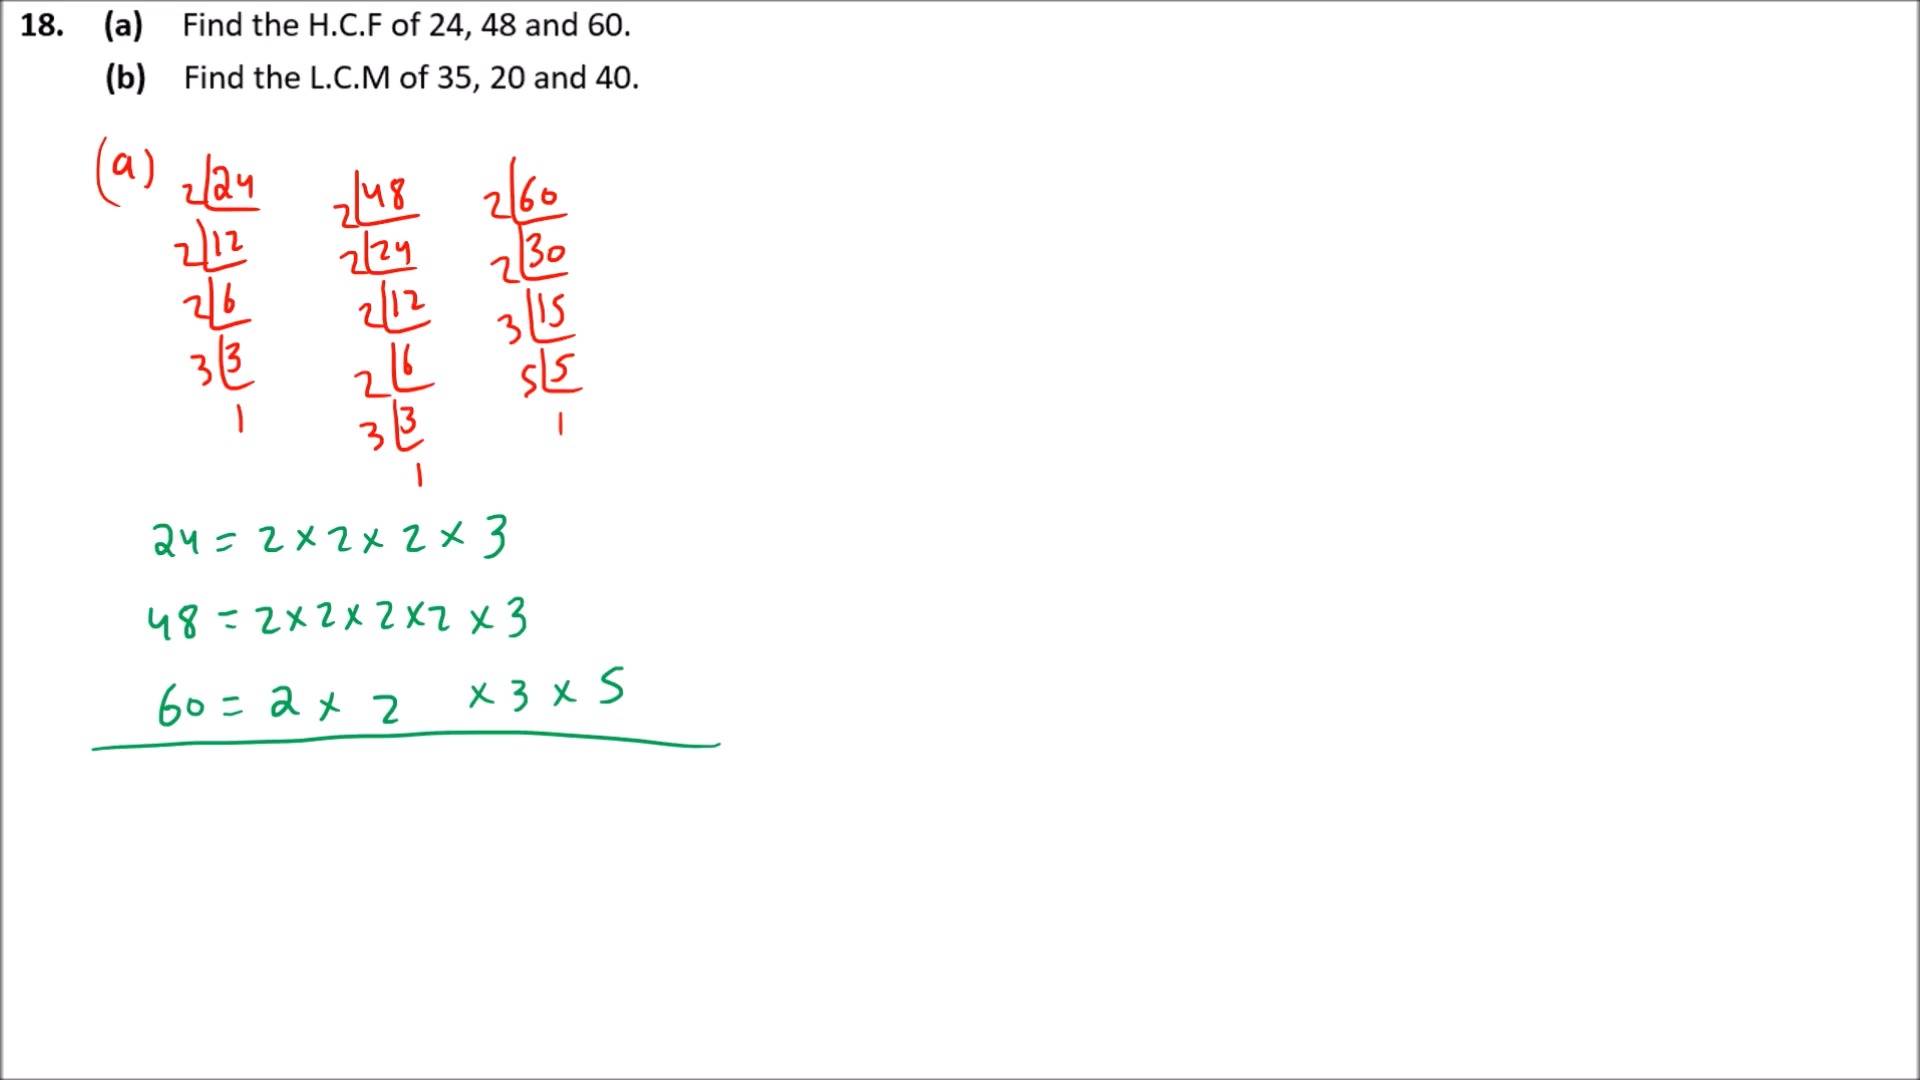 18. (a) Find the H.C.F of 24, 48 and 60.
(b) Find the L.C.M of 35, 20 and 40.
(a) 2 24 2 48 2 60
2 12 2 24 2 30
2 6 2 12 3 15
3 3 2 6 5 5
1 3 3 1
1
24 = 2 × 2 × 2 × 3
48 = 2 × 2 × 2 × 2 × 3
60 = 2 × 2 × 3 × 5